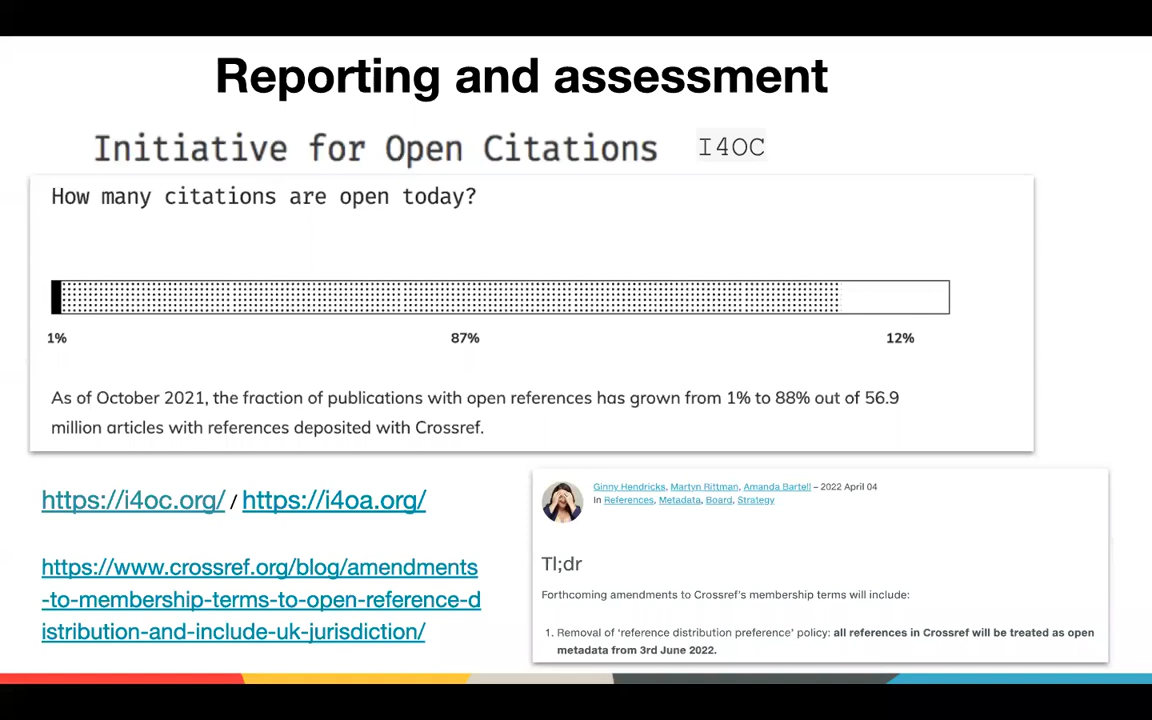 Reporting and assessment
Initiative for Open Citations I4OC
How many citations are open today?
1% 87% 12%
As of October 2021, the fraction of publications with open references has grown from 1% to 88% out of 56.9
million articles with references deposited with Crossref.
https://i4oc.org/ / https://i4oa.org/
https://www.crossref.org/blog/amendments
-to-membership-terms-to-open-reference-d
istribution-and-include-uk-jurisdiction/
Ginny Hendricks, Martyn Rittman, Amanda Bartell – 2022 April 04
In References, Metadata, Board, Strategy
Tl;dr
Forthcoming amendments to Crossref's membership terms will include:
1. Removal of 'reference distribution preference' policy: all references in Crossref will be treated as open
metadata from 3rd June 2022.